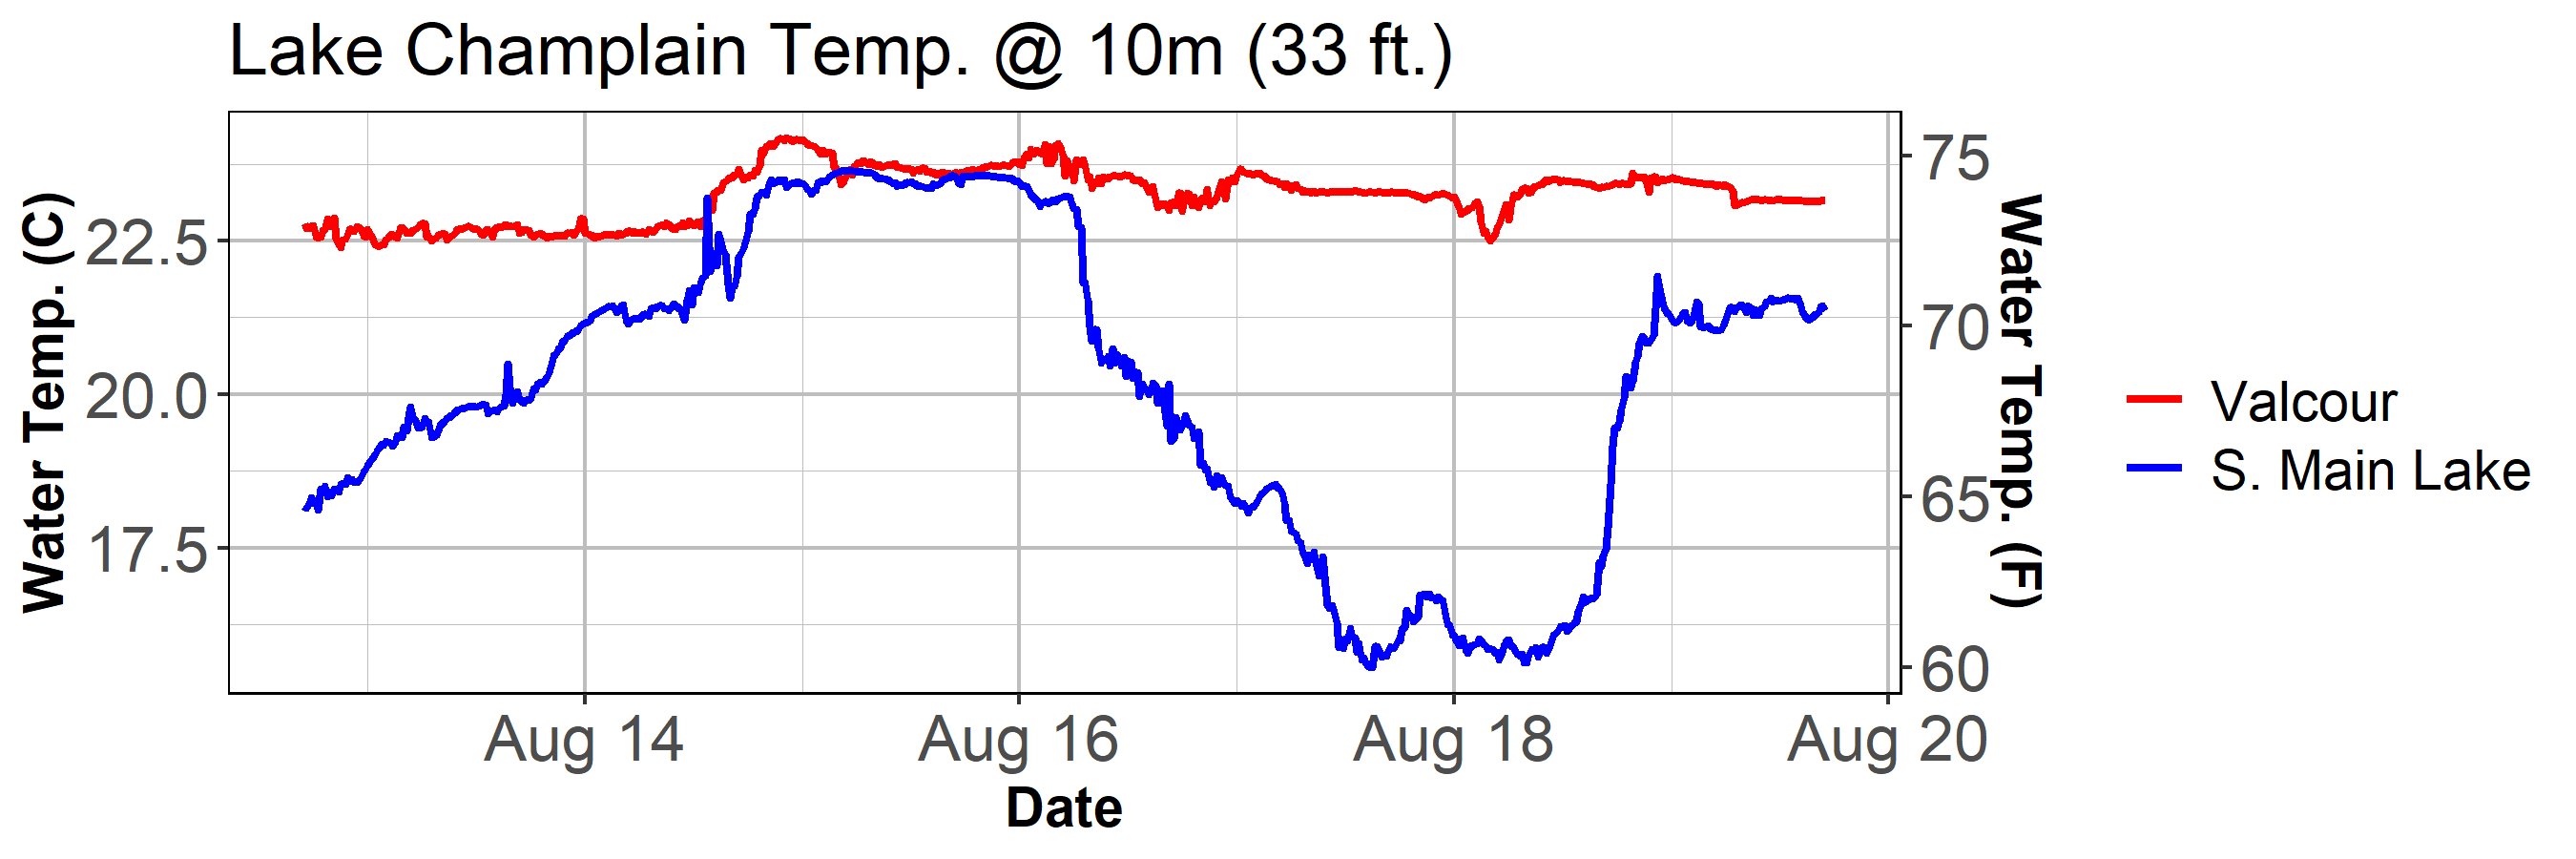 Lake Champlain Temp. @ 10m (33 ft.)
Water Temp. (C)
22.5
20.0
17.5
75
70
65
60
Water Temp. (F)
Aug 14
Aug 16
Aug 18
Aug 20
Date
Valcour
S. Main Lake